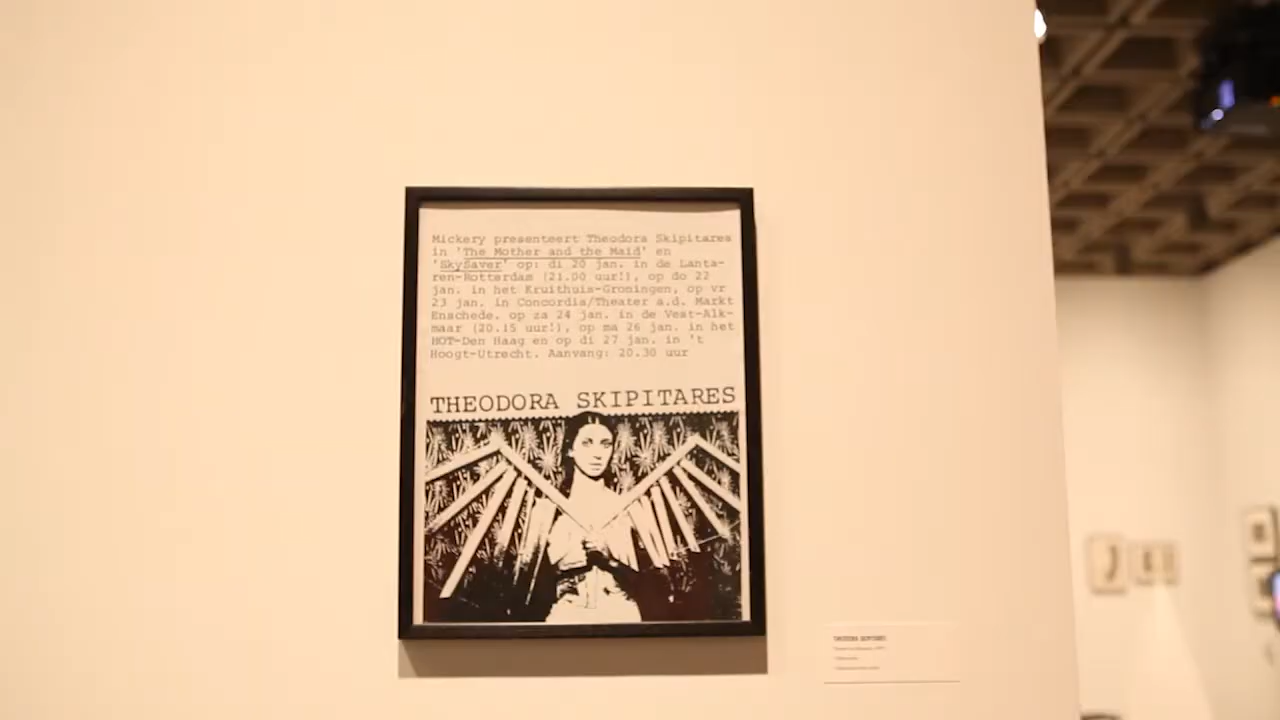 Mickery presenteert Theodora Skipitares
in 'The Mother and the Maid' en
'SkySaver' op: di 20 jan. in de Lanta-
ren-Rotterdam (21.00 uur!), op do 22
jan. in het Kruithuis-Groningen, op vr
23 jan. in Concordia/Theater a.d. Markt
Enschede. op za 24 jan. in de Vest-Alk-
maar (20.15 uur!), op ma 26 jan. in het
HOT-Den Haag en op di 27 jan. in 't
Hoogt-Utrecht. Aanvang: 20.30 uur
THEODORA SKIPITARES
THEODORA SKIPITARES